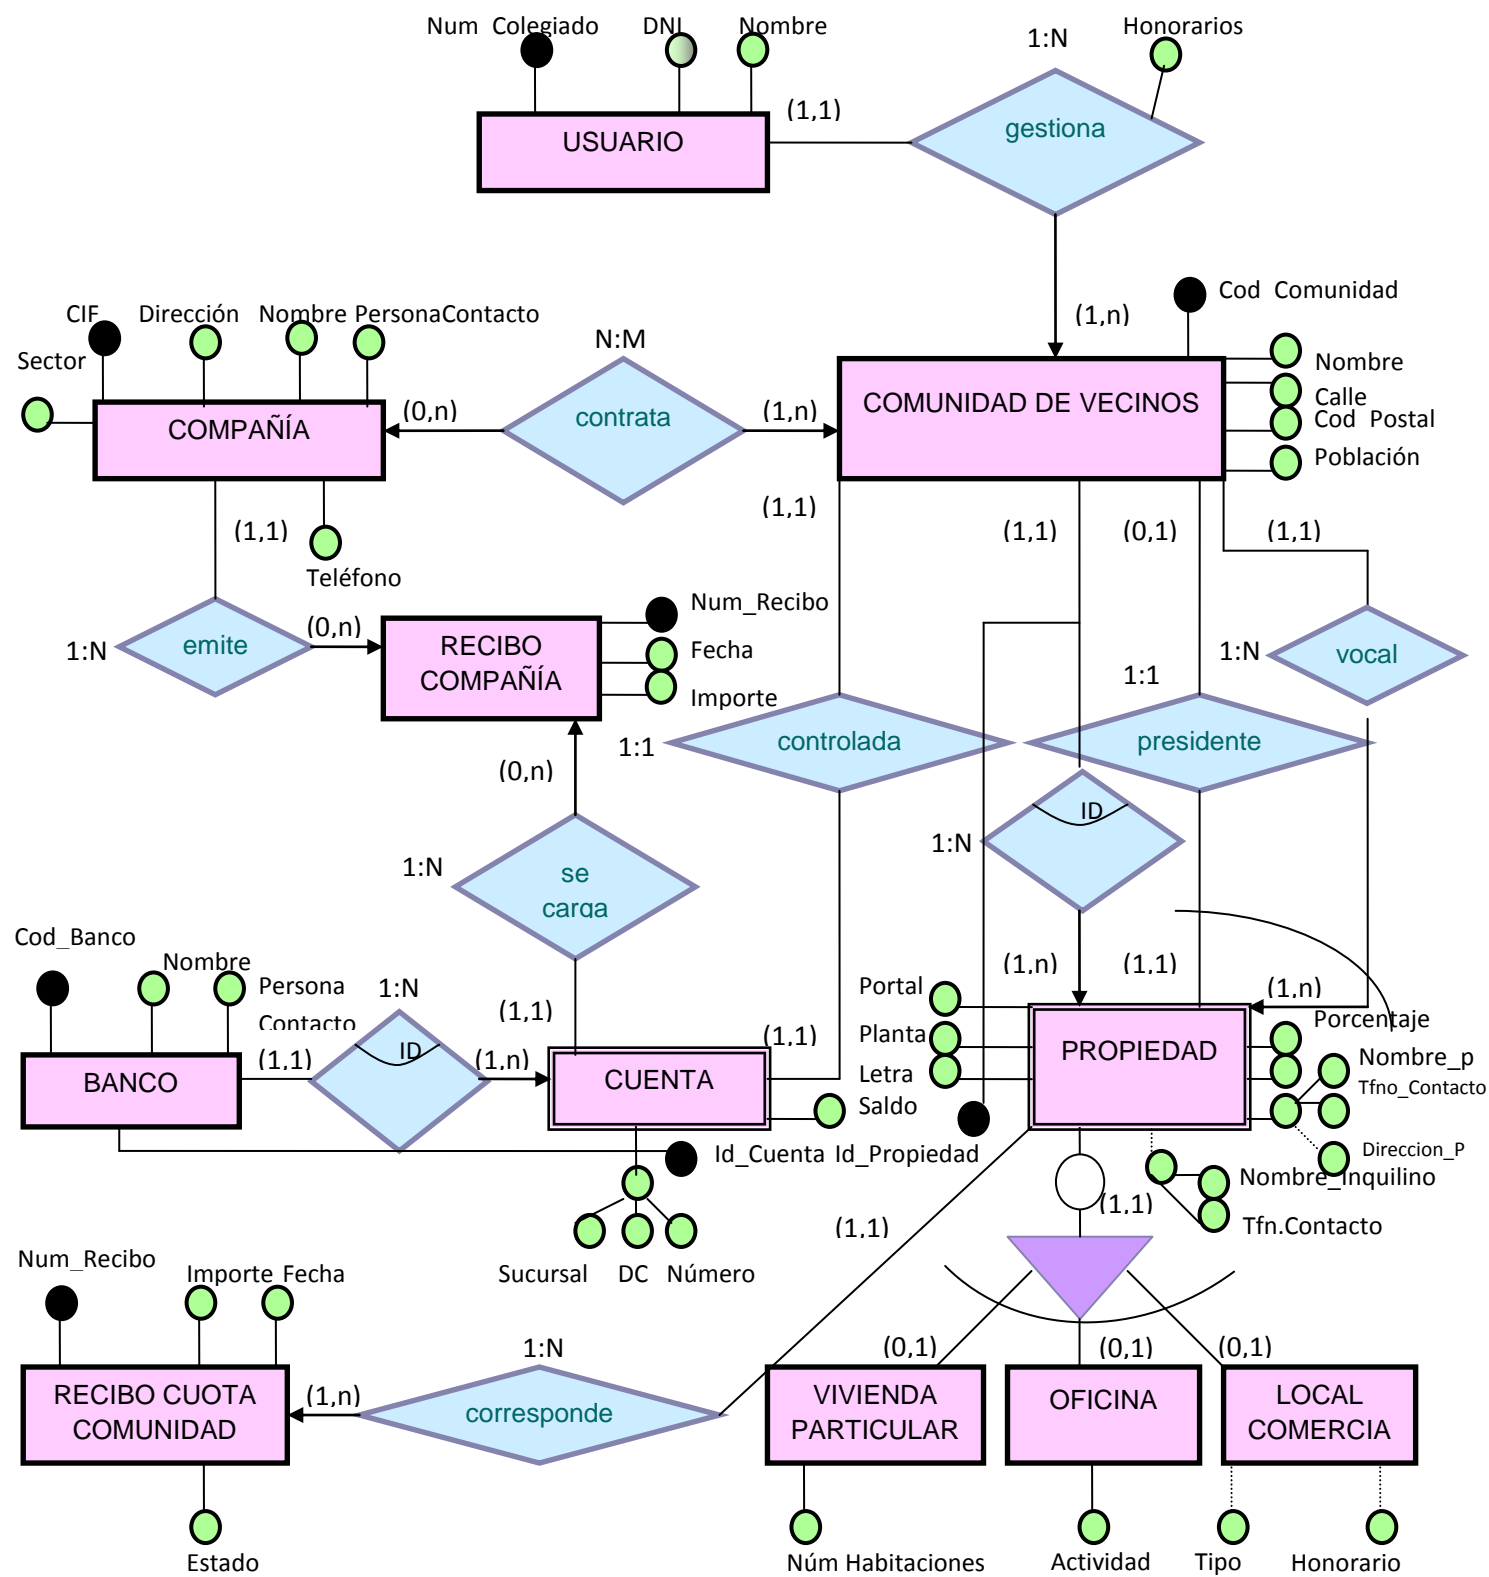 Num Colegiado DNI Nombre
1:N
Honorarios
(1,1)
USUARIO
gestiona
(1,n)
Cod Comunidad
CIF Dirección Nombre PersonaContacto
Sector
N:M
Nombre
Calle
Cod Postal
Población
COMPAÑÍA
(0,n)
contrata
(1,n)
COMUNIDAD DE VECINOS
(1,1)
Teléfono
(1,1)
(1,1)
(0,1)
(1,1)
1:N
emite
(0,n)
RECIBO
COMPAÑÍA
Num_Recibo
Fecha
Importe
1:N
vocal
1:1
1:1
controlada
presidente
(0,n)
ID
1:N
1:N
se
carga
Cod_Banco
Nombre
Persona
Contacto
1:N
(1,1)
(1,n)
(1,1)
(1,n)
Portal
Planta
Letra
Porcentaje
Nombre_p
Tfno_Contacto
Direccion_P
BANCO
(1,1)
ID
(1,n)
CUENTA
(1,1)
Saldo
PROPIEDAD
Id_Cuenta
Id_Propiedad
Nombre_Inquilino
Tfn.Contacto
(1,1)
(1,1)
Sucursal DC Número
Num_Recibo
Importe Fecha
1:N
(0,1)
(0,1)
(0,1)
RECIBO CUOTA
COMUNIDAD
(1,n)
corresponde
VIVIENDA
PARTICULAR
OFICINA
LOCAL
COMERCIA
Estado
Núm Habitaciones
Actividad
Tipo
Honorario